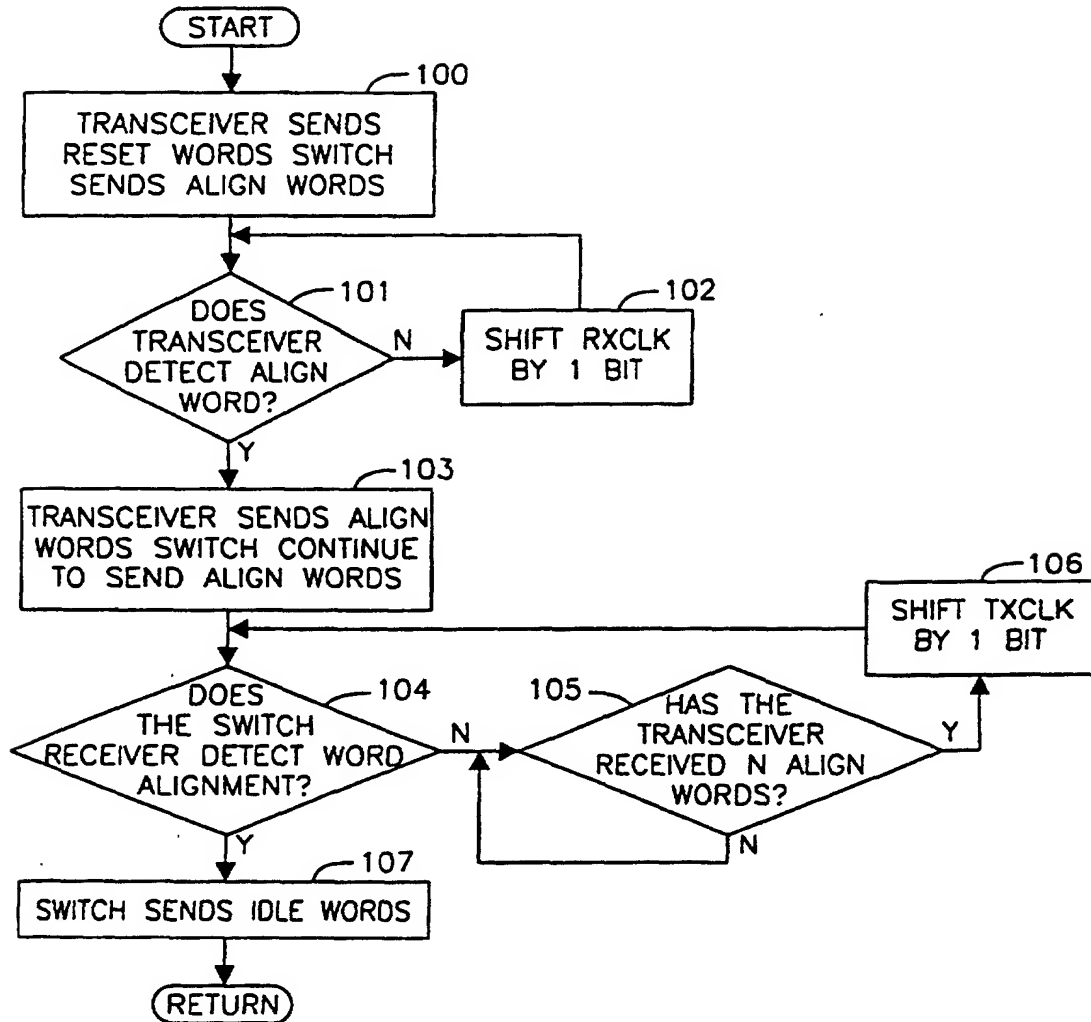 START
100
TRANSCEIVER SENDS
RESET WORDS SWITCH
SENDS ALIGN WORDS
101
DOES
TRANSCEIVER
DETECT ALIGN
WORD?
N
102
SHIFT RXCLK
BY 1 BIT
Y
103
TRANSCEIVER SENDS ALIGN
WORDS SWITCH CONTINUE
TO SEND ALIGN WORDS
106
SHIFT TXCLK
BY 1 BIT
104
DOES
THE SWITCH
RECEIVER DETECT WORD
ALIGNMENT?
N
105
HAS THE
TRANSCEIVER
RECEIVED N ALIGN
WORDS?
Y
N
Y
107
SWITCH SENDS IDLE WORDS
RETURN